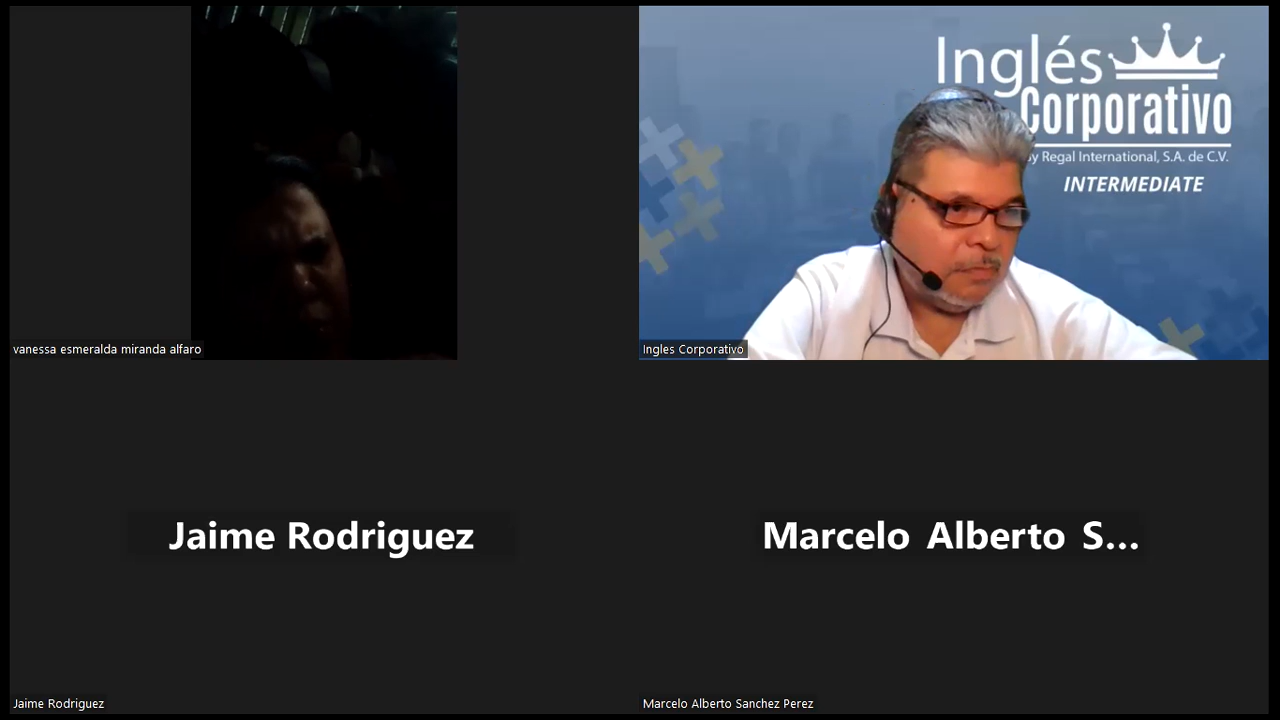 Inglés
Corporativo
by Regal International, S.A. de C.V.
INTERMEDIATE
vanessa esmeralda miranda alfaro
Ingles Corporativo
Jaime Rodriguez
Marcelo Alberto S...
Jaime Rodriguez
Marcelo Alberto Sanchez Perez